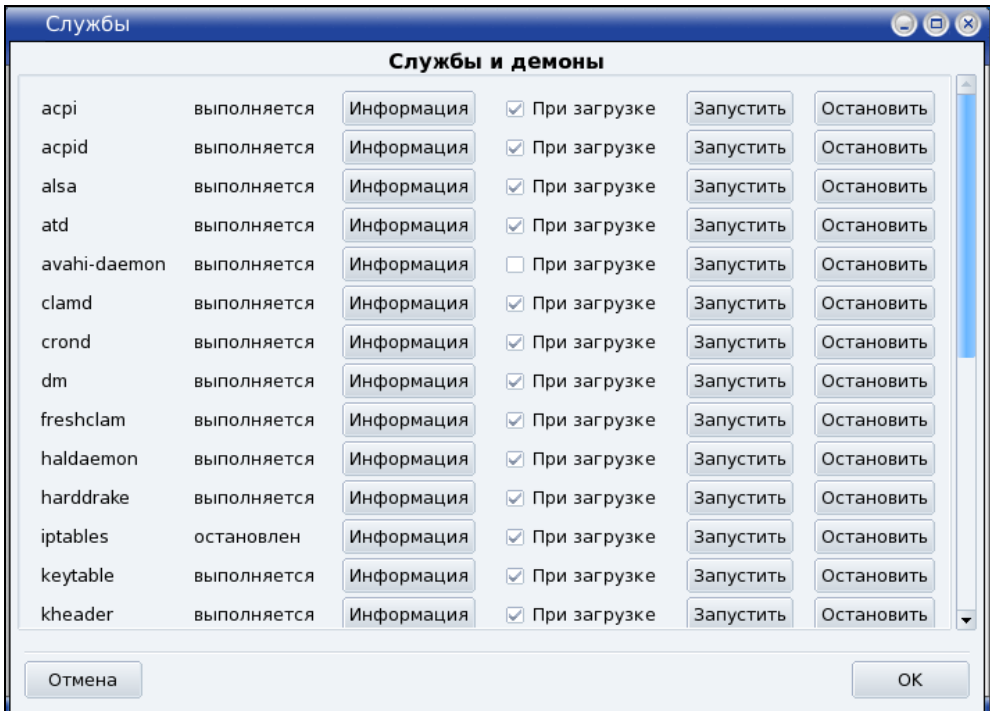 Службы
Службы и демоны
acpi выполняется Информация При загрузке Запустить Остановить
acpid выполняется Информация При загрузке Запустить Остановить
alsa выполняется Информация При загрузке Запустить Остановить
atd выполняется Информация При загрузке Запустить Остановить
avahi-daemon выполняется Информация При загрузке Запустить Остановить
clamd выполняется Информация При загрузке Запустить Остановить
crond выполняется Информация При загрузке Запустить Остановить
dm выполняется Информация При загрузке Запустить Остановить
freshclam выполняется Информация При загрузке Запустить Остановить
haldaemon выполняется Информация При загрузке Запустить Остановить
harddrake выполняется Информация При загрузке Запустить Остановить
iptables остановлен Информация При загрузке Запустить Остановить
keytable выполняется Информация При загрузке Запустить Остановить
kheader выполняется Информация При загрузке Запустить Остановить
Отмена OK